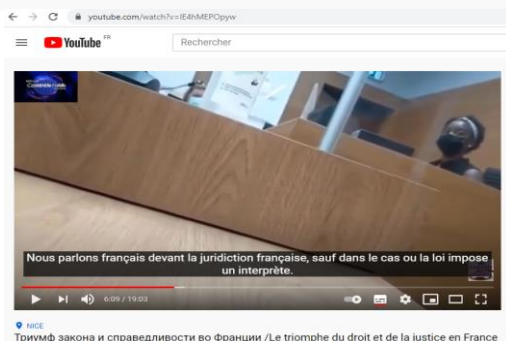 youtube.com/watch?v=IE4hMEPOpyw
YouTube FR
Rechercher
Nous parlons français devant la juridiction française, sauf dans le cas ou la loi impose
un interprète.
6:09 / 19:03
NICE
Триумф закона и справедливости во Франции /Le triomphe du droit et de la justice en France